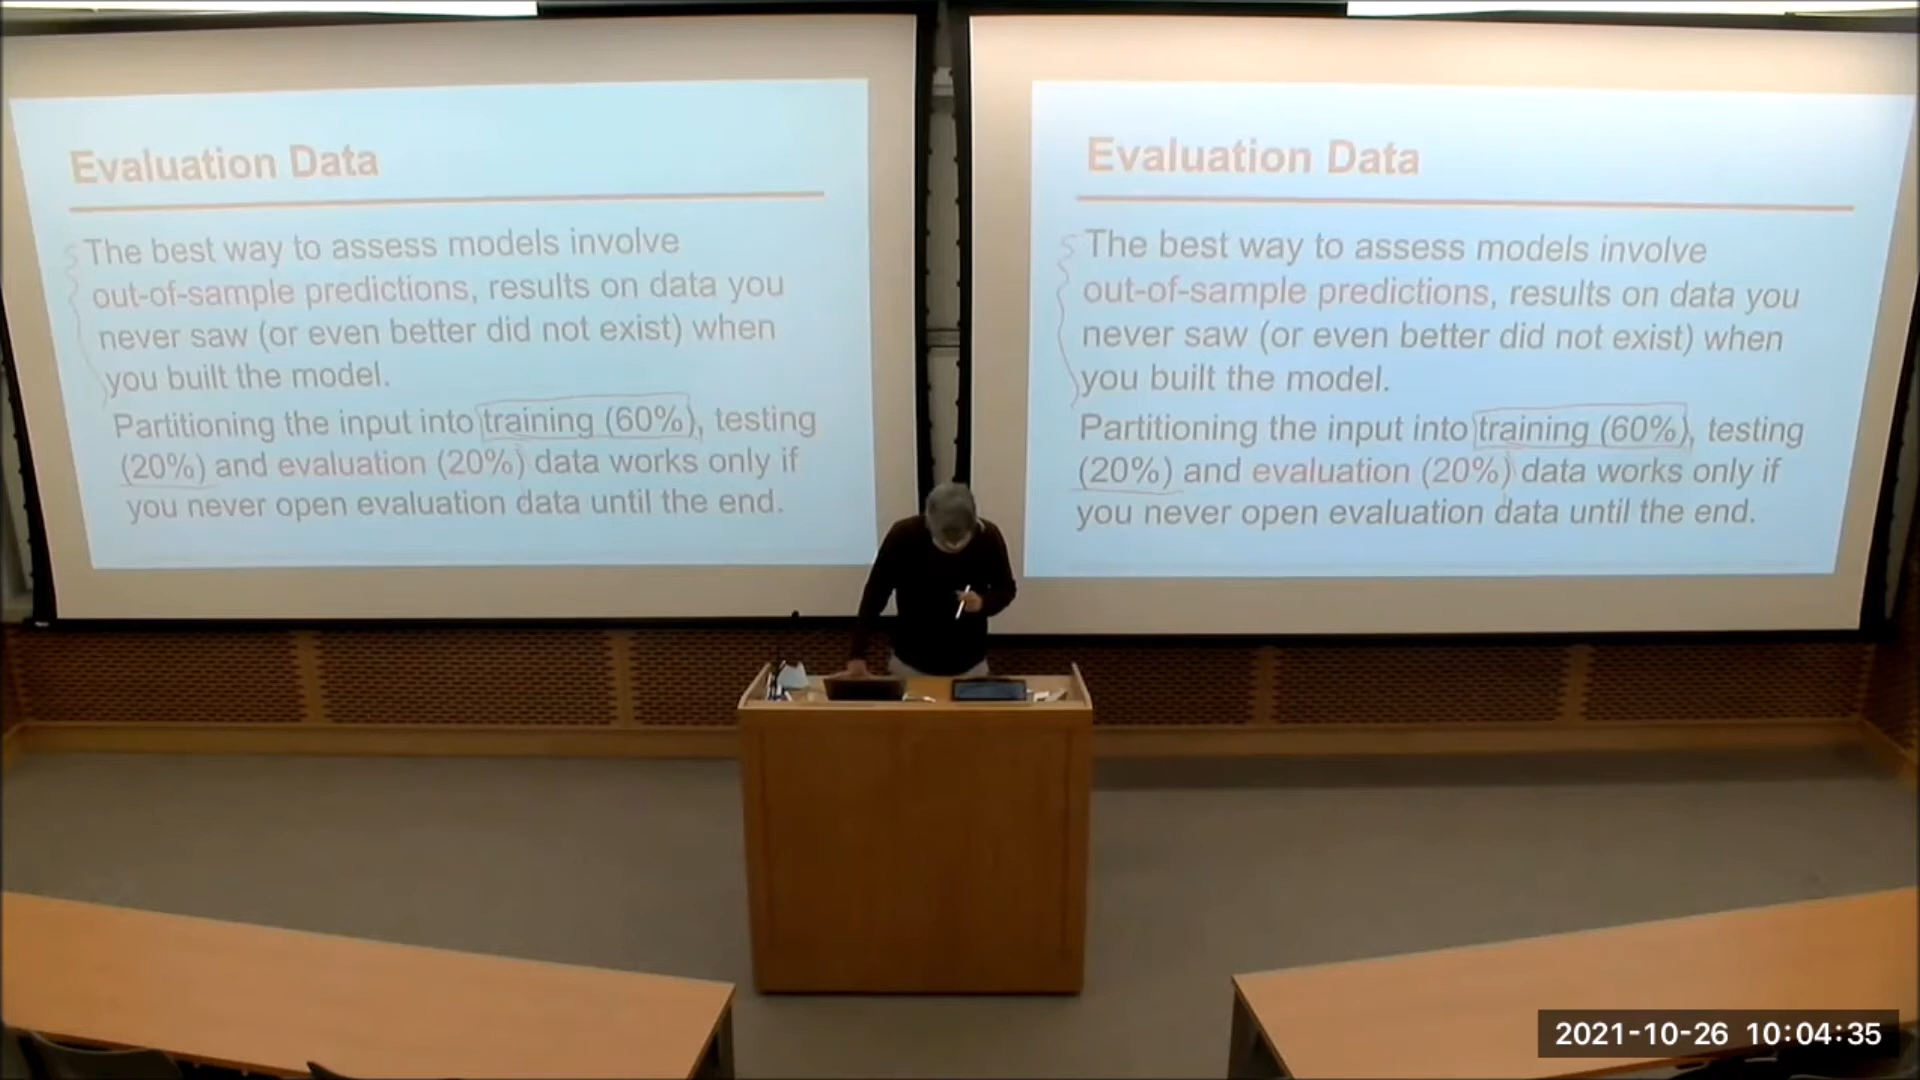 Evaluation Data
The best way to assess models involve
out-of-sample predictions, results on data you
never saw (or even better did not exist) when
you built the model.
Partitioning the input into training (60%), testing
(20%) and evaluation (20%) data works only if
you never open evaluation data until the end.
Evaluation Data
The best way to assess models involve
out-of-sample predictions, results on data you
never saw (or even better did not exist) when
you built the model.
Partitioning the input into training (60%), testing
(20%) and evaluation (20%) data works only if
you never open evaluation data until the end.
2021-10-26 10:04:35